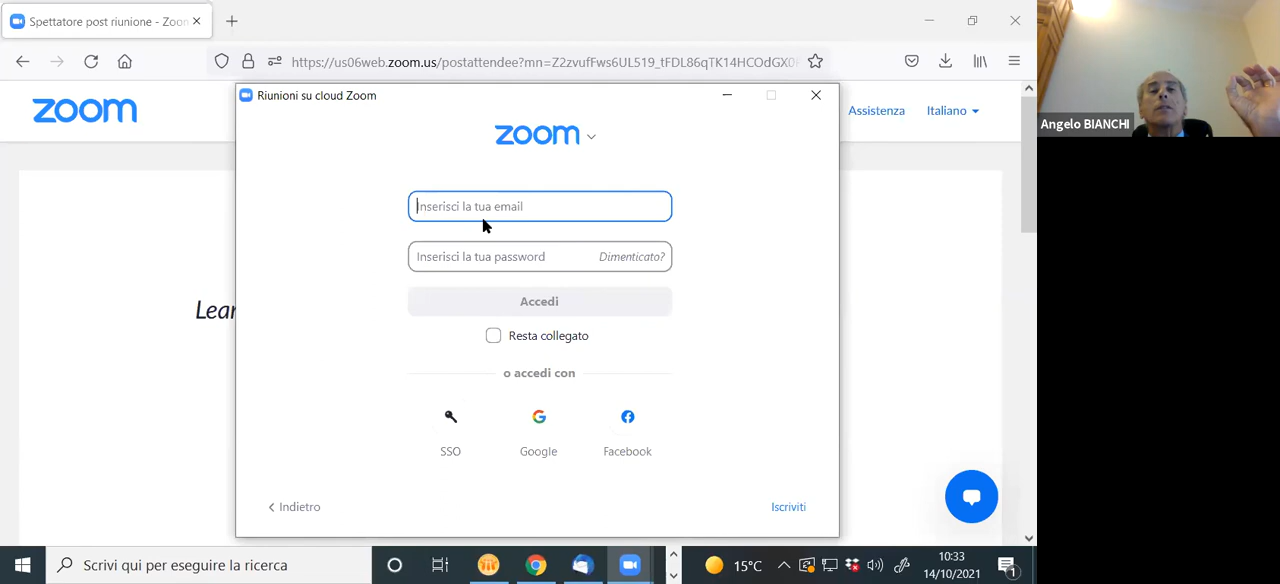 Spettatore post riunione - Zoom
https://us06web.zoom.us/postattendee?mn=Z2zvufFws6UL519_tFDL86qTK14HCOdGX0
zoom
Assistenza
Italiano
Riunioni su cloud Zoom
zoom
Inserisci la tua email
Inserisci la tua password
Dimenticato?
Accedi
Resta collegato
o accedi con
SSO
Google
Facebook
Indietro
Iscriviti
Lear
Angelo BIANCHI
Scrivi qui per eseguire la ricerca
15°C
10:33
14/10/2021
1